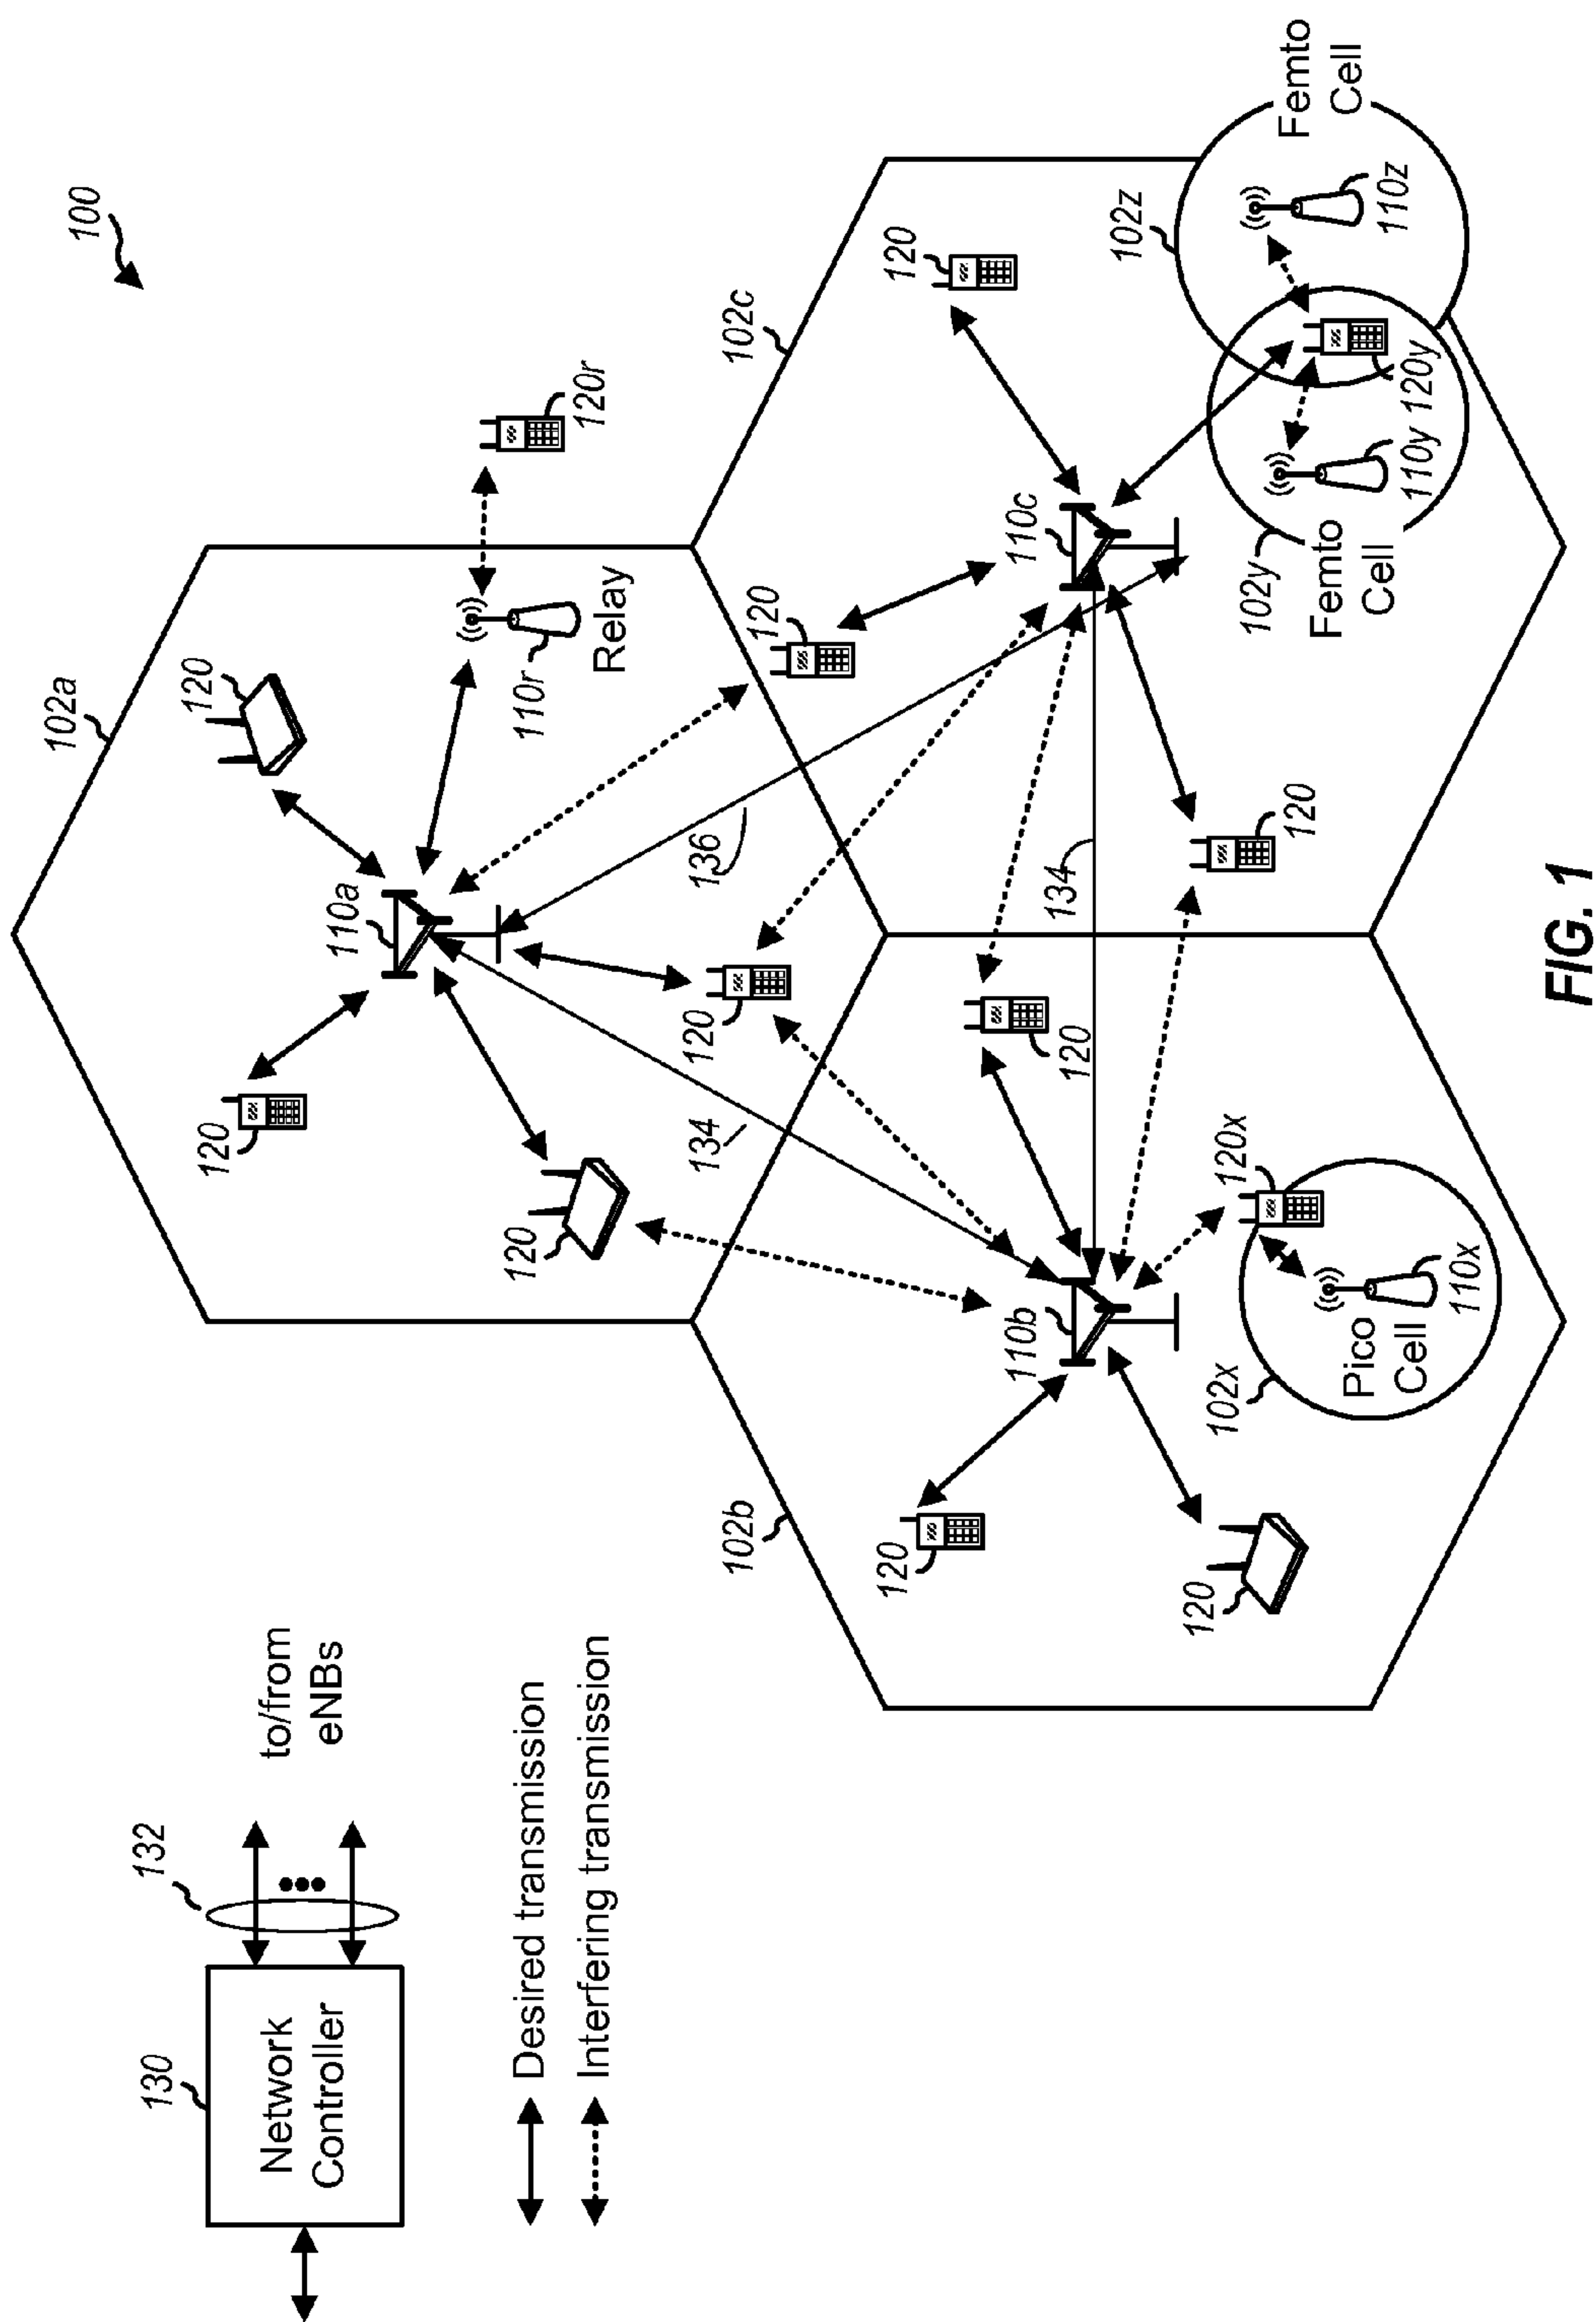 100
130
Network
Controller
132
to/from
eNBs
Desired transmission
Interfering transmission
102a
120
110a
120
120
110r
Relay
120r
120
134
136
120
102b
120
110b
120
120
134
120
102x
Pico
Cell
110x
120x
102c
120
110c
120
102y
Femto
Cell
110y
120y
102z
110z
Femto
Cell
FIG. 1